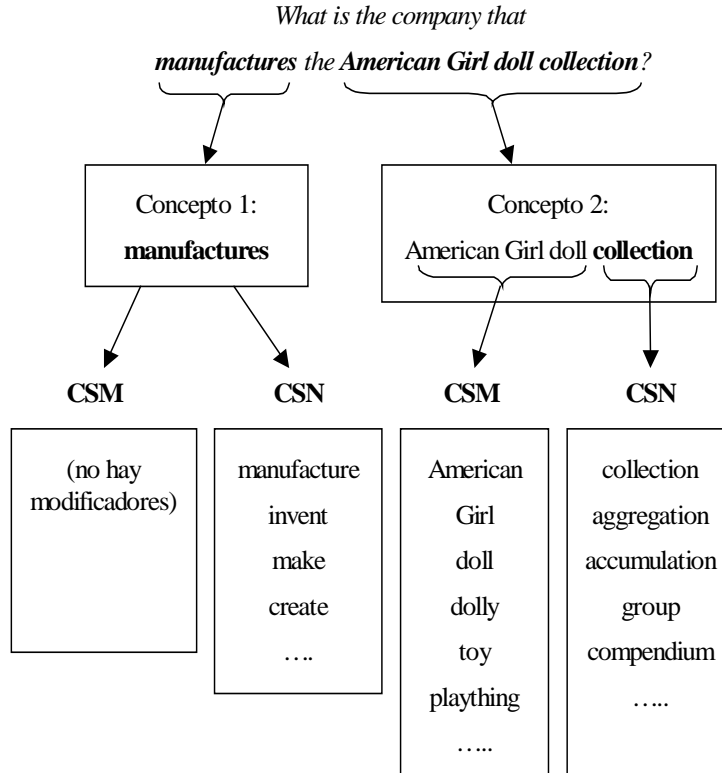 What is the company that
manufactures the American Girl doll collection?
Concepto 1:
manufactures
Concepto 2:
American Girl doll collection
CSM
CSN
CSM
CSN
(no hay
modificadores)
manufacture
invent
make
create
….
American
Girl
doll
dolly
toy
plaything
…..
collection
aggregation
accumulation
group
compendium
…..